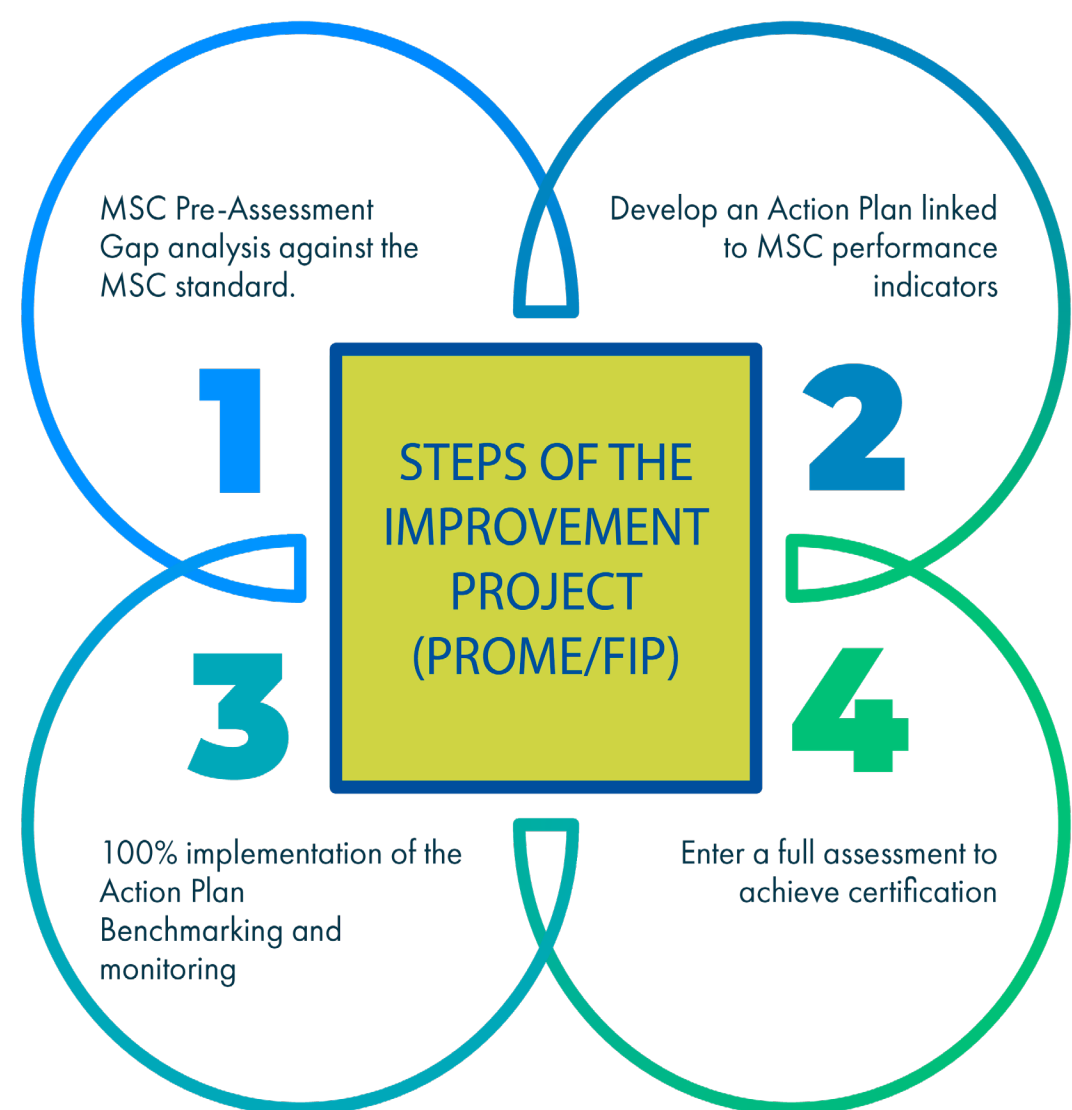 MSC Pre-Assessment
Gap analysis against the
MSC standard.
1
Develop an Action Plan linked
to MSC performance
indicators
2
STEPS OF THE
IMPROVEMENT
PROJECT
(PROME/FIP)
3
100% implementation of the
Action Plan
Benchmarking and
monitoring
4
Enter a full assessment to
achieve certification